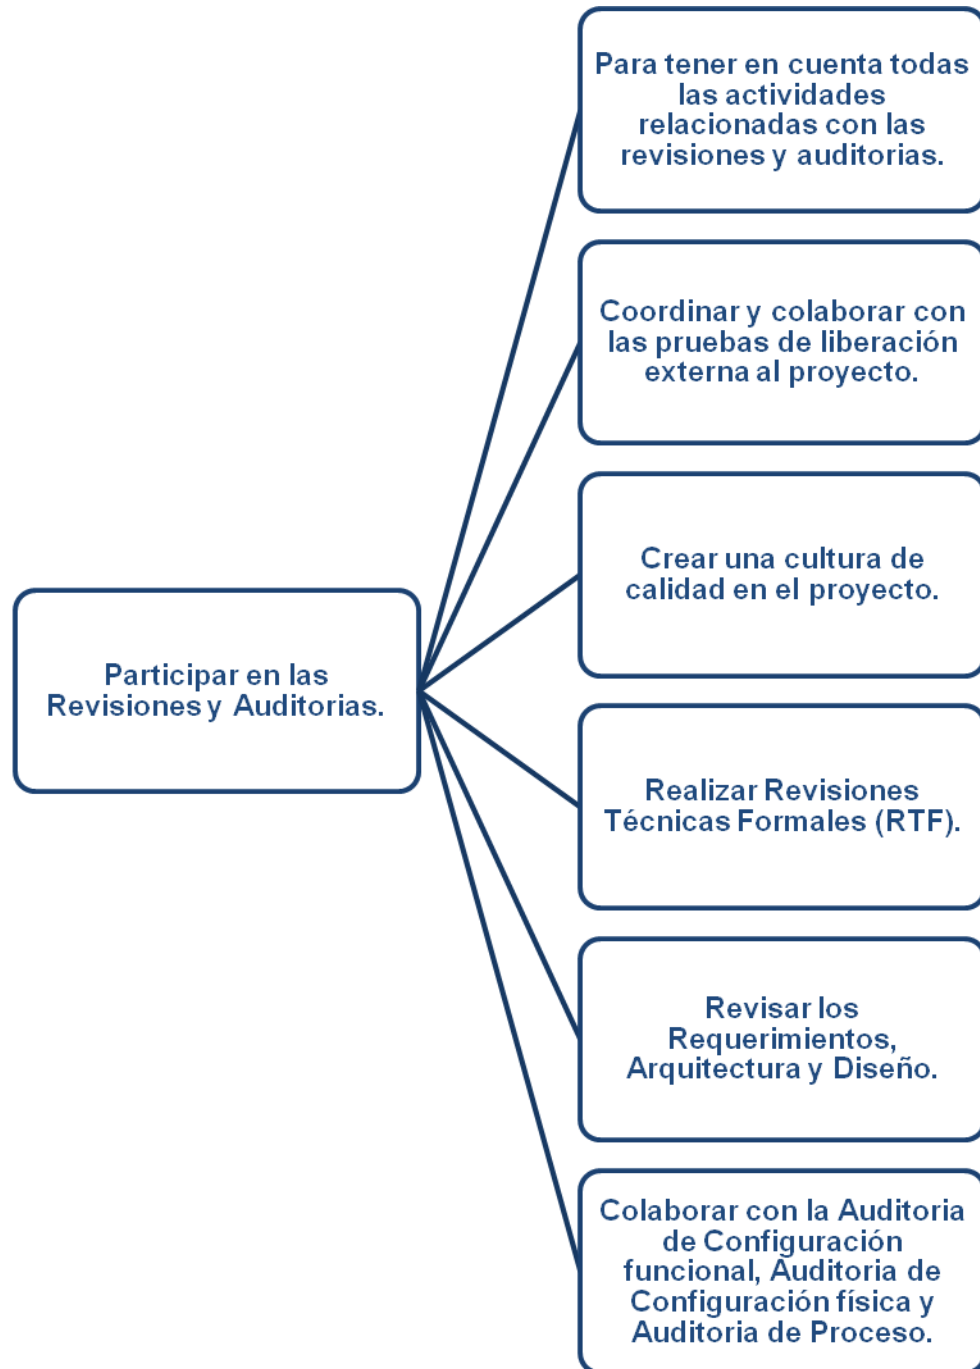 Para tener en cuenta todas
las actividades
relacionadas con las
revisiones y auditorias.
Coordinar y colaborar con
las pruebas de liberación
externa al proyecto.
Crear una cultura de
calidad en el proyecto.
Participar en las
Revisiones y Auditorias.
Realizar Revisiones
Técnicas Formales (RTF).
Revisar los
Requerimientos,
Arquitectura y Diseño.
Colaborar con la Auditoria
de Configuración
funcional, Auditoria de
Configuración física y
Auditoria de Proceso.